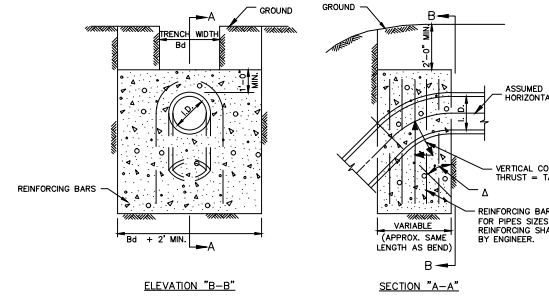 A
GROUND
TRENCH WIDTH
Bd
1'-0"
MIN.
I.D.
REINFORCING BARS
Bd + 2' MIN.
A
ELEVATION "B-B"
GROUND
B
2'-0" MIN.
ASSUMED
HORIZONTA
I.D.
VERTICAL CO
THRUST = T
Δ
REINFORCING BAR
FOR PIPES SIZES
REINFORCING SHA
BY ENGINEER.
VARIABLE
(APPROX. SAME
LENGTH AS BEND)
B
SECTION "A-A"